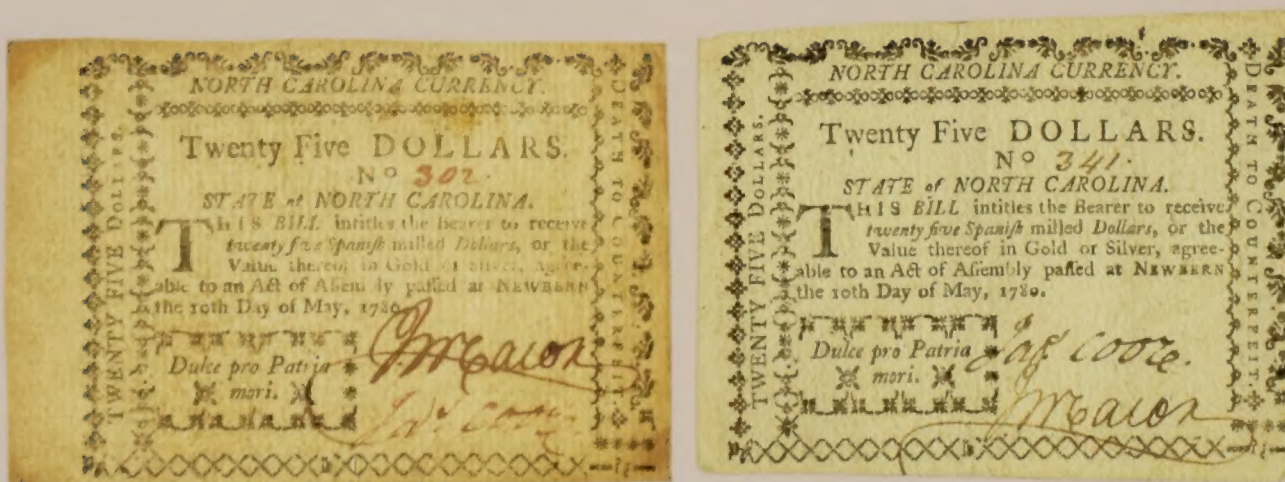 NORTH CAROLINA CURRENCY.
Twenty Five DOLLARS.
No 302.
STATE of NORTH CAROLINA.
THIS BILL intitles the Bearer to receive
twenty five Spaniſh milled Dollars, or the
Value thereof in Gold or Silver, agree-
able to an Act of Aſſembly paſſed at NEWBERN
the 10th Day of May, 1780.
Dulce pro Patria
mori.
TWENTY FIVE DOLLARS.
DEATH TO COUNTERFEIT.
NORTH CAROLINA CURRENCY.
Twenty Five DOLLARS.
No 341.
STATE of NORTH CAROLINA.
THIS BILL intitles the Bearer to receive
twenty five Spaniſh milled Dollars, or the
Value thereof in Gold or Silver, agree-
able to an Act of Aſſembly paſſed at NEWBERN
the 10th Day of May, 1780.
Dulce pro Patria
mori.
Jas coor.
J Macon
TWENTY FIVE DOLLARS.
DEATH TO COUNTERFEIT.